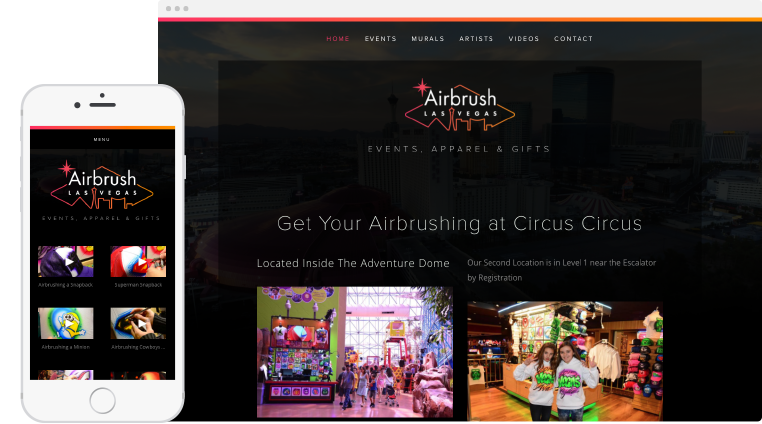 HOME EVENTS MURALS ARTISTS VIDEOS CONTACT
Airbrush
LAS VEGAS
EVENTS, APPAREL & GIFTS
Get Your Airbrushing at Circus Circus
Located Inside The Adventure Dome
Our Second Location is in Level 1 near the Escalator
by Registration
MENU
Airbrush
LAS VEGAS
EVENTS, APPAREL & GIFTS
Airbrushing a Snapback
Superman Snapback
Airbrushing a Minion
Airbrushing Cowboys ...